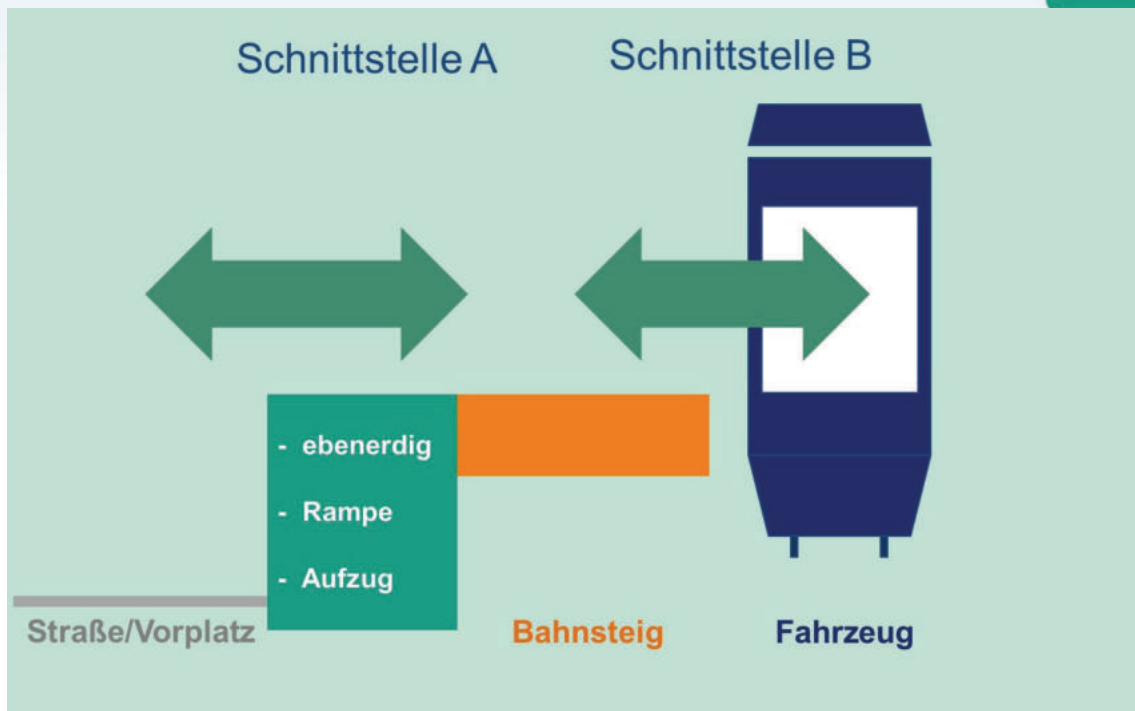 Schnittstelle A
Schnittstelle B
- ebenerdig
- Rampe
- Aufzug
Straße/Vorplatz
Bahnsteig
Fahrzeug